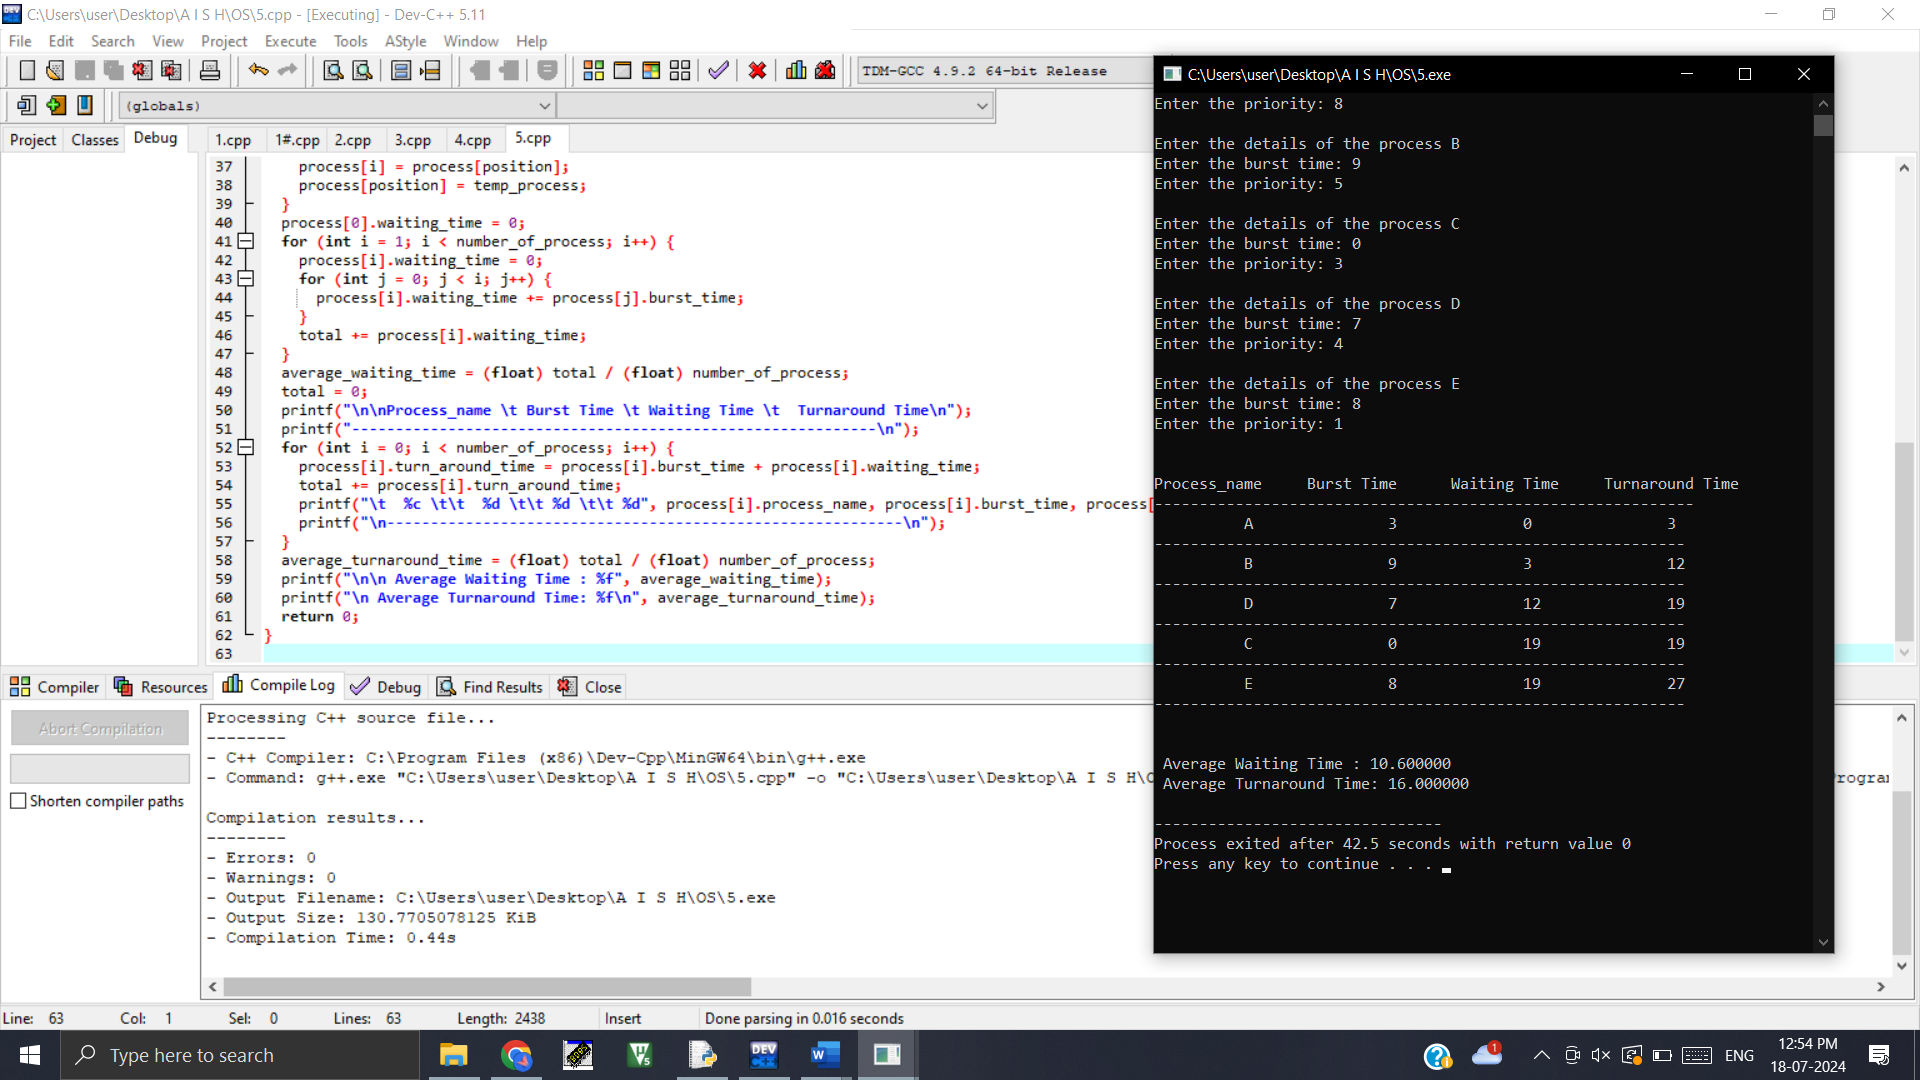 C:\Users\user\Desktop\A I S H\OS\5.cpp - [Executing] - Dev-C++ 5.11
File Edit Search View Project Execute Tools AStyle Window Help
TDM-GCC 4.9.2 64-bit Release
(globals)
Project Classes Debug
1.cpp 1#.cpp 2.cpp 3.cpp 4.cpp 5.cpp
37 process[i] = process[position];
38 process[position] = temp_process;
39 }
40 process[0].waiting_time = 0;
41 for (int i = 1; i < number_of_process; i++) {
42 process[i].waiting_time = 0;
43 for (int j = 0; j < i; j++) {
44 process[i].waiting_time += process[j].burst_time;
45 }
46 total += process[i].waiting_time;
47 }
48 average_waiting_time = (float) total / (float) number_of_process;
49 total = 0;
50 printf("\n\nProcess_name \t Burst Time \t Waiting Time \t  Turnaround Time\n");
51 printf("------------------------------------------------------------\n");
52 for (int i = 0; i < number_of_process; i++) {
53 process[i].turn_around_time = process[i].burst_time + process[i].waiting_time;
54 total += process[i].turn_around_time;
55 printf("\t  %c \t\t  %d \t\t %d \t\t %d", process[i].process_name, process[i].burst_time, process[
56 printf("\n-----------------------------------------------------------\n");
57 }
58 average_turnaround_time = (float) total / (float) number_of_process;
59 printf("\n\n Average Waiting Time : %f", average_waiting_time);
60 printf("\n Average Turnaround Time: %f\n", average_turnaround_time);
61 return 0;
62 }
63
Compiler Resources Compile Log Debug Find Results Close
Abort Compilation
Shorten compiler paths
Processing C++ source file...
--------
- C++ Compiler: C:\Program Files (x86)\Dev-Cpp\MinGW64\bin\g++.exe
- Command: g++.exe "C:\Users\user\Desktop\A I S H\OS\5.cpp" -o "C:\Users\user\Desktop\A I S H\O
Compilation results...
--------
- Errors: 0
- Warnings: 0
- Output Filename: C:\Users\user\Desktop\A I S H\OS\5.exe
- Output Size: 130.7705078125 KiB
- Compilation Time: 0.44s
Line: 63 Col: 1 Sel: 0 Lines: 63 Length: 2438 Insert Done parsing in 0.016 seconds
C:\Users\user\Desktop\A I S H\OS\5.exe
Enter the priority: 8
Enter the details of the process B
Enter the burst time: 9
Enter the priority: 5
Enter the details of the process C
Enter the burst time: 0
Enter the priority: 3
Enter the details of the process D
Enter the burst time: 7
Enter the priority: 4
Enter the details of the process E
Enter the burst time: 8
Enter the priority: 1
Process_name Burst Time Waiting Time Turnaround Time
------------------------------------------------------------
A 3 0 3
-----------------------------------------------------------
B 9 3 12
-----------------------------------------------------------
D 7 12 19
-----------------------------------------------------------
C 0 19 19
-----------------------------------------------------------
E 8 19 27
-----------------------------------------------------------
Average Waiting Time : 10.600000
Average Turnaround Time: 16.000000
--------------------------------
Process exited after 42.5 seconds with return value 0
Press any key to continue . . .
Type here to search
DEV C++
1
ENG
12:54 PM
18-07-2024